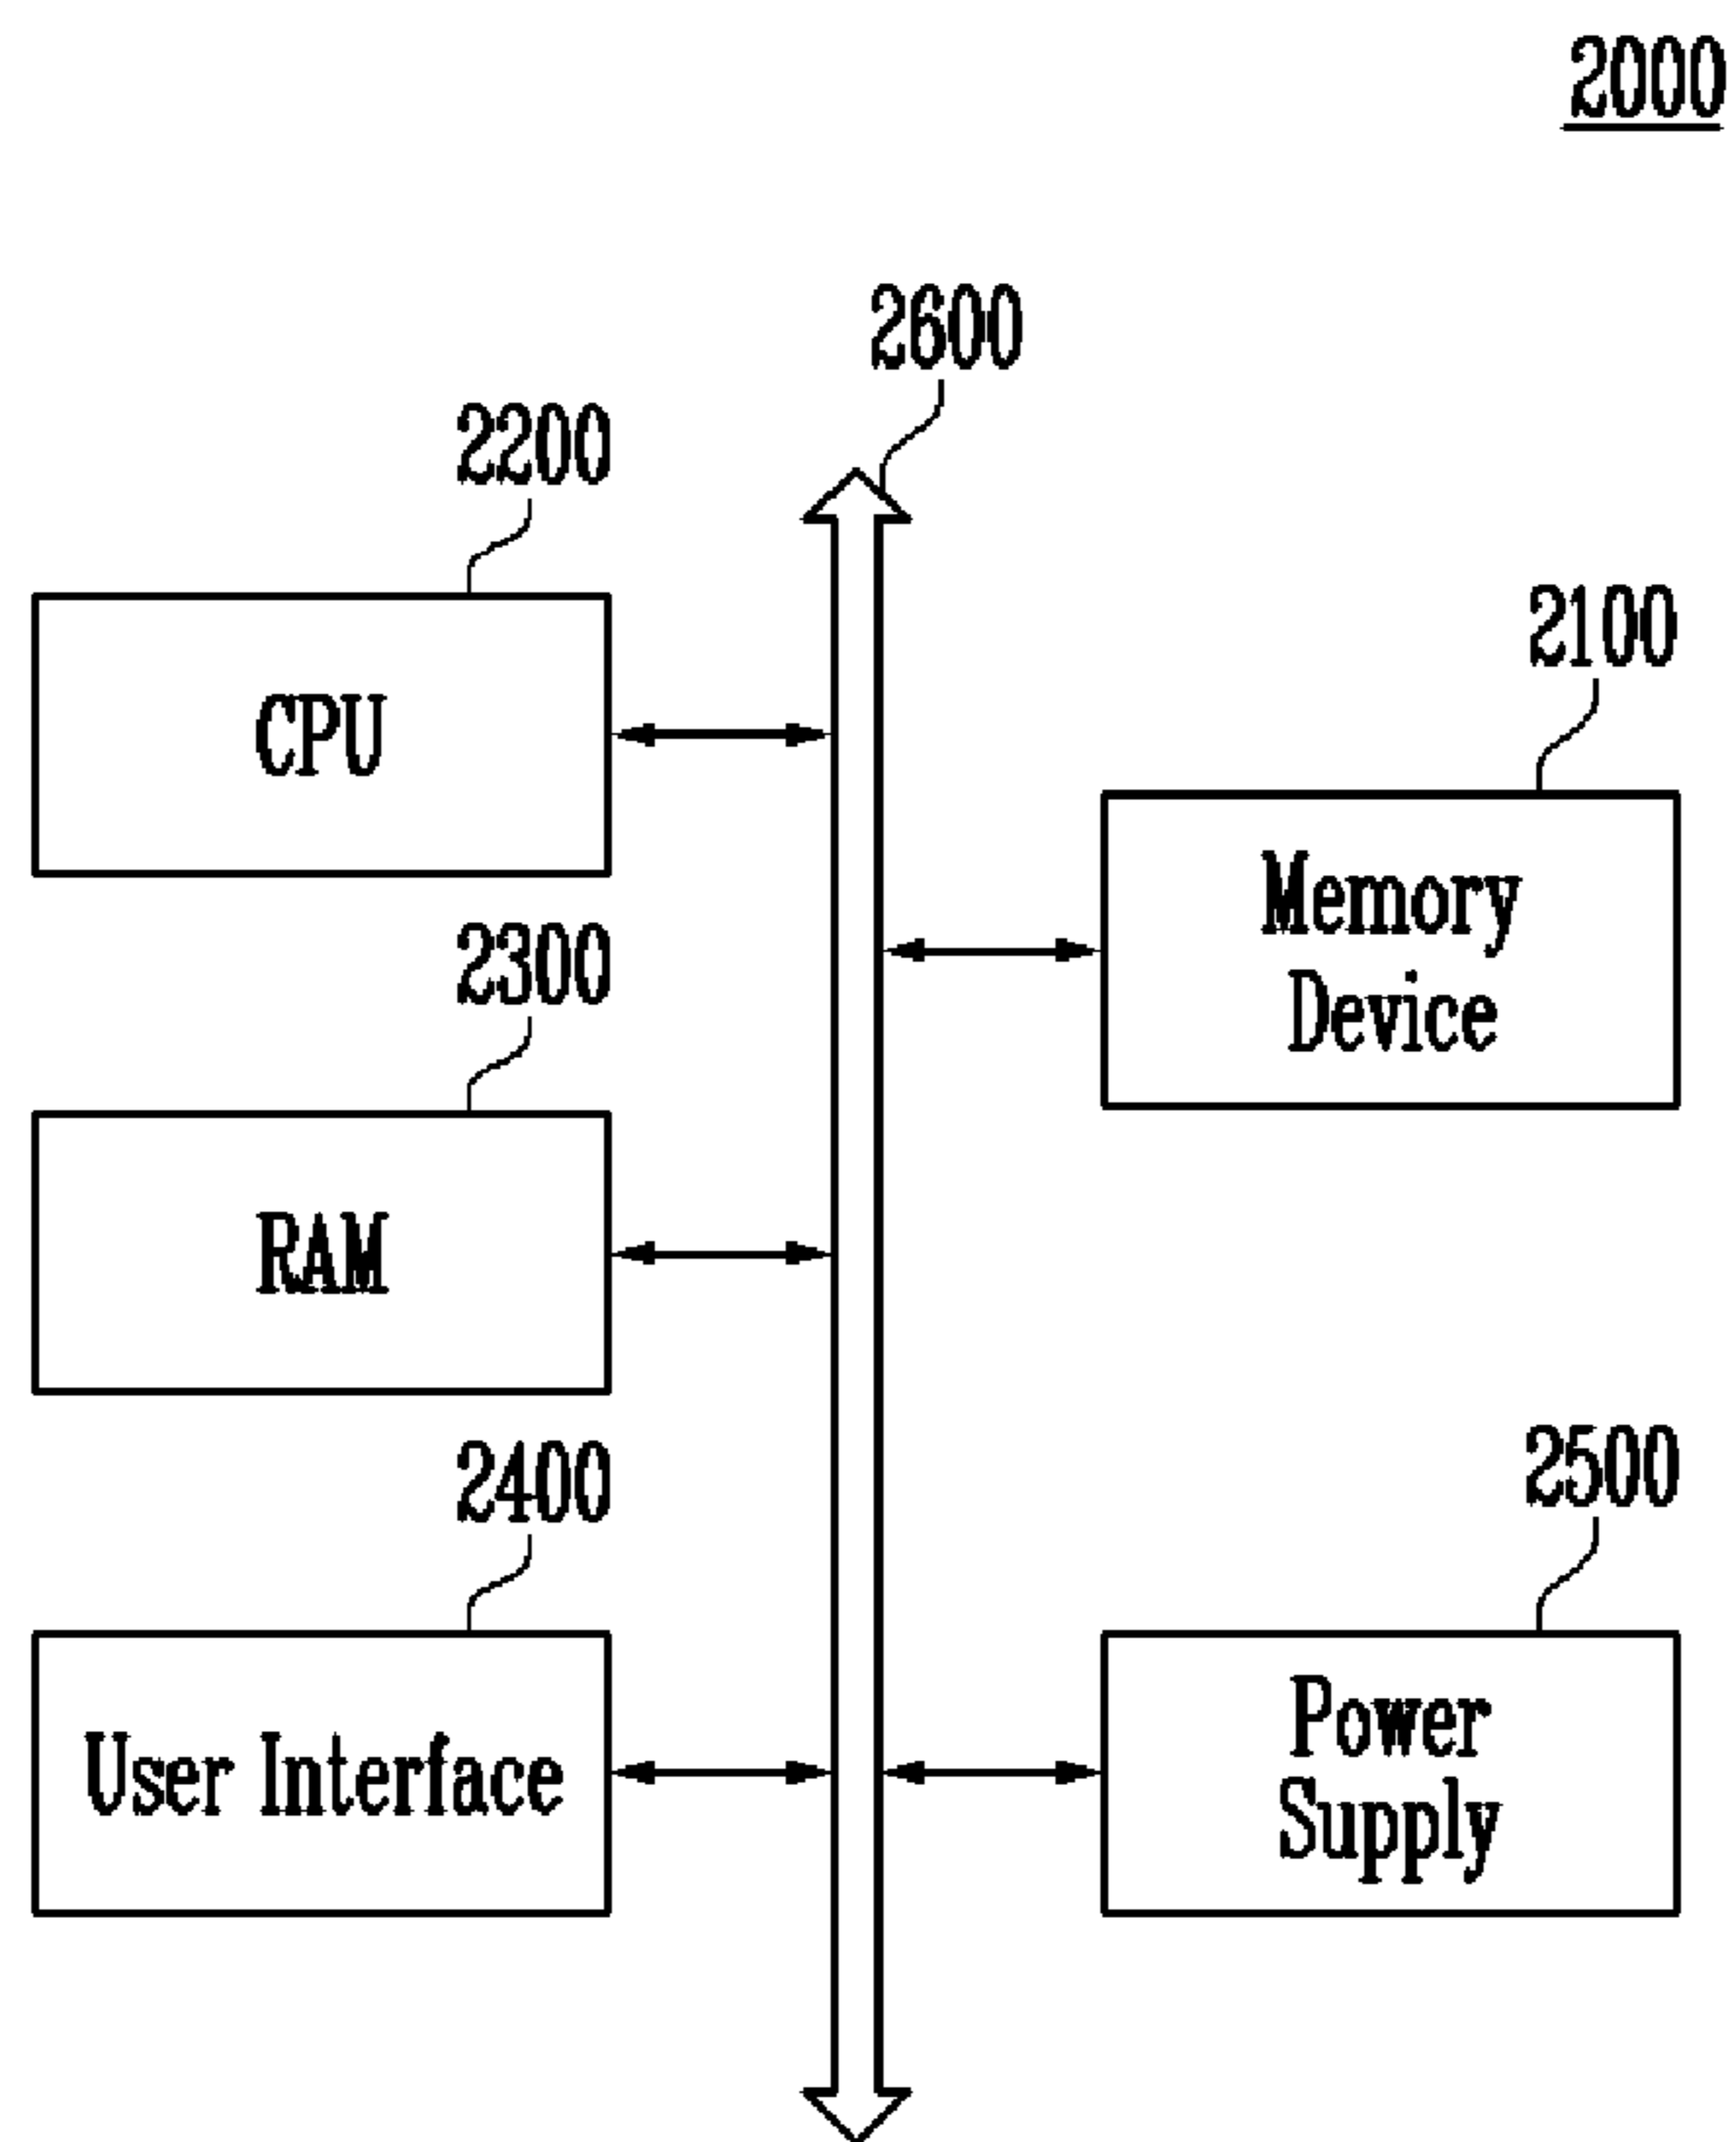 2000
2600
2200
2100
CPU
Memory
Device
2300
RAM
2400
2500
User Interface
Power
Supply